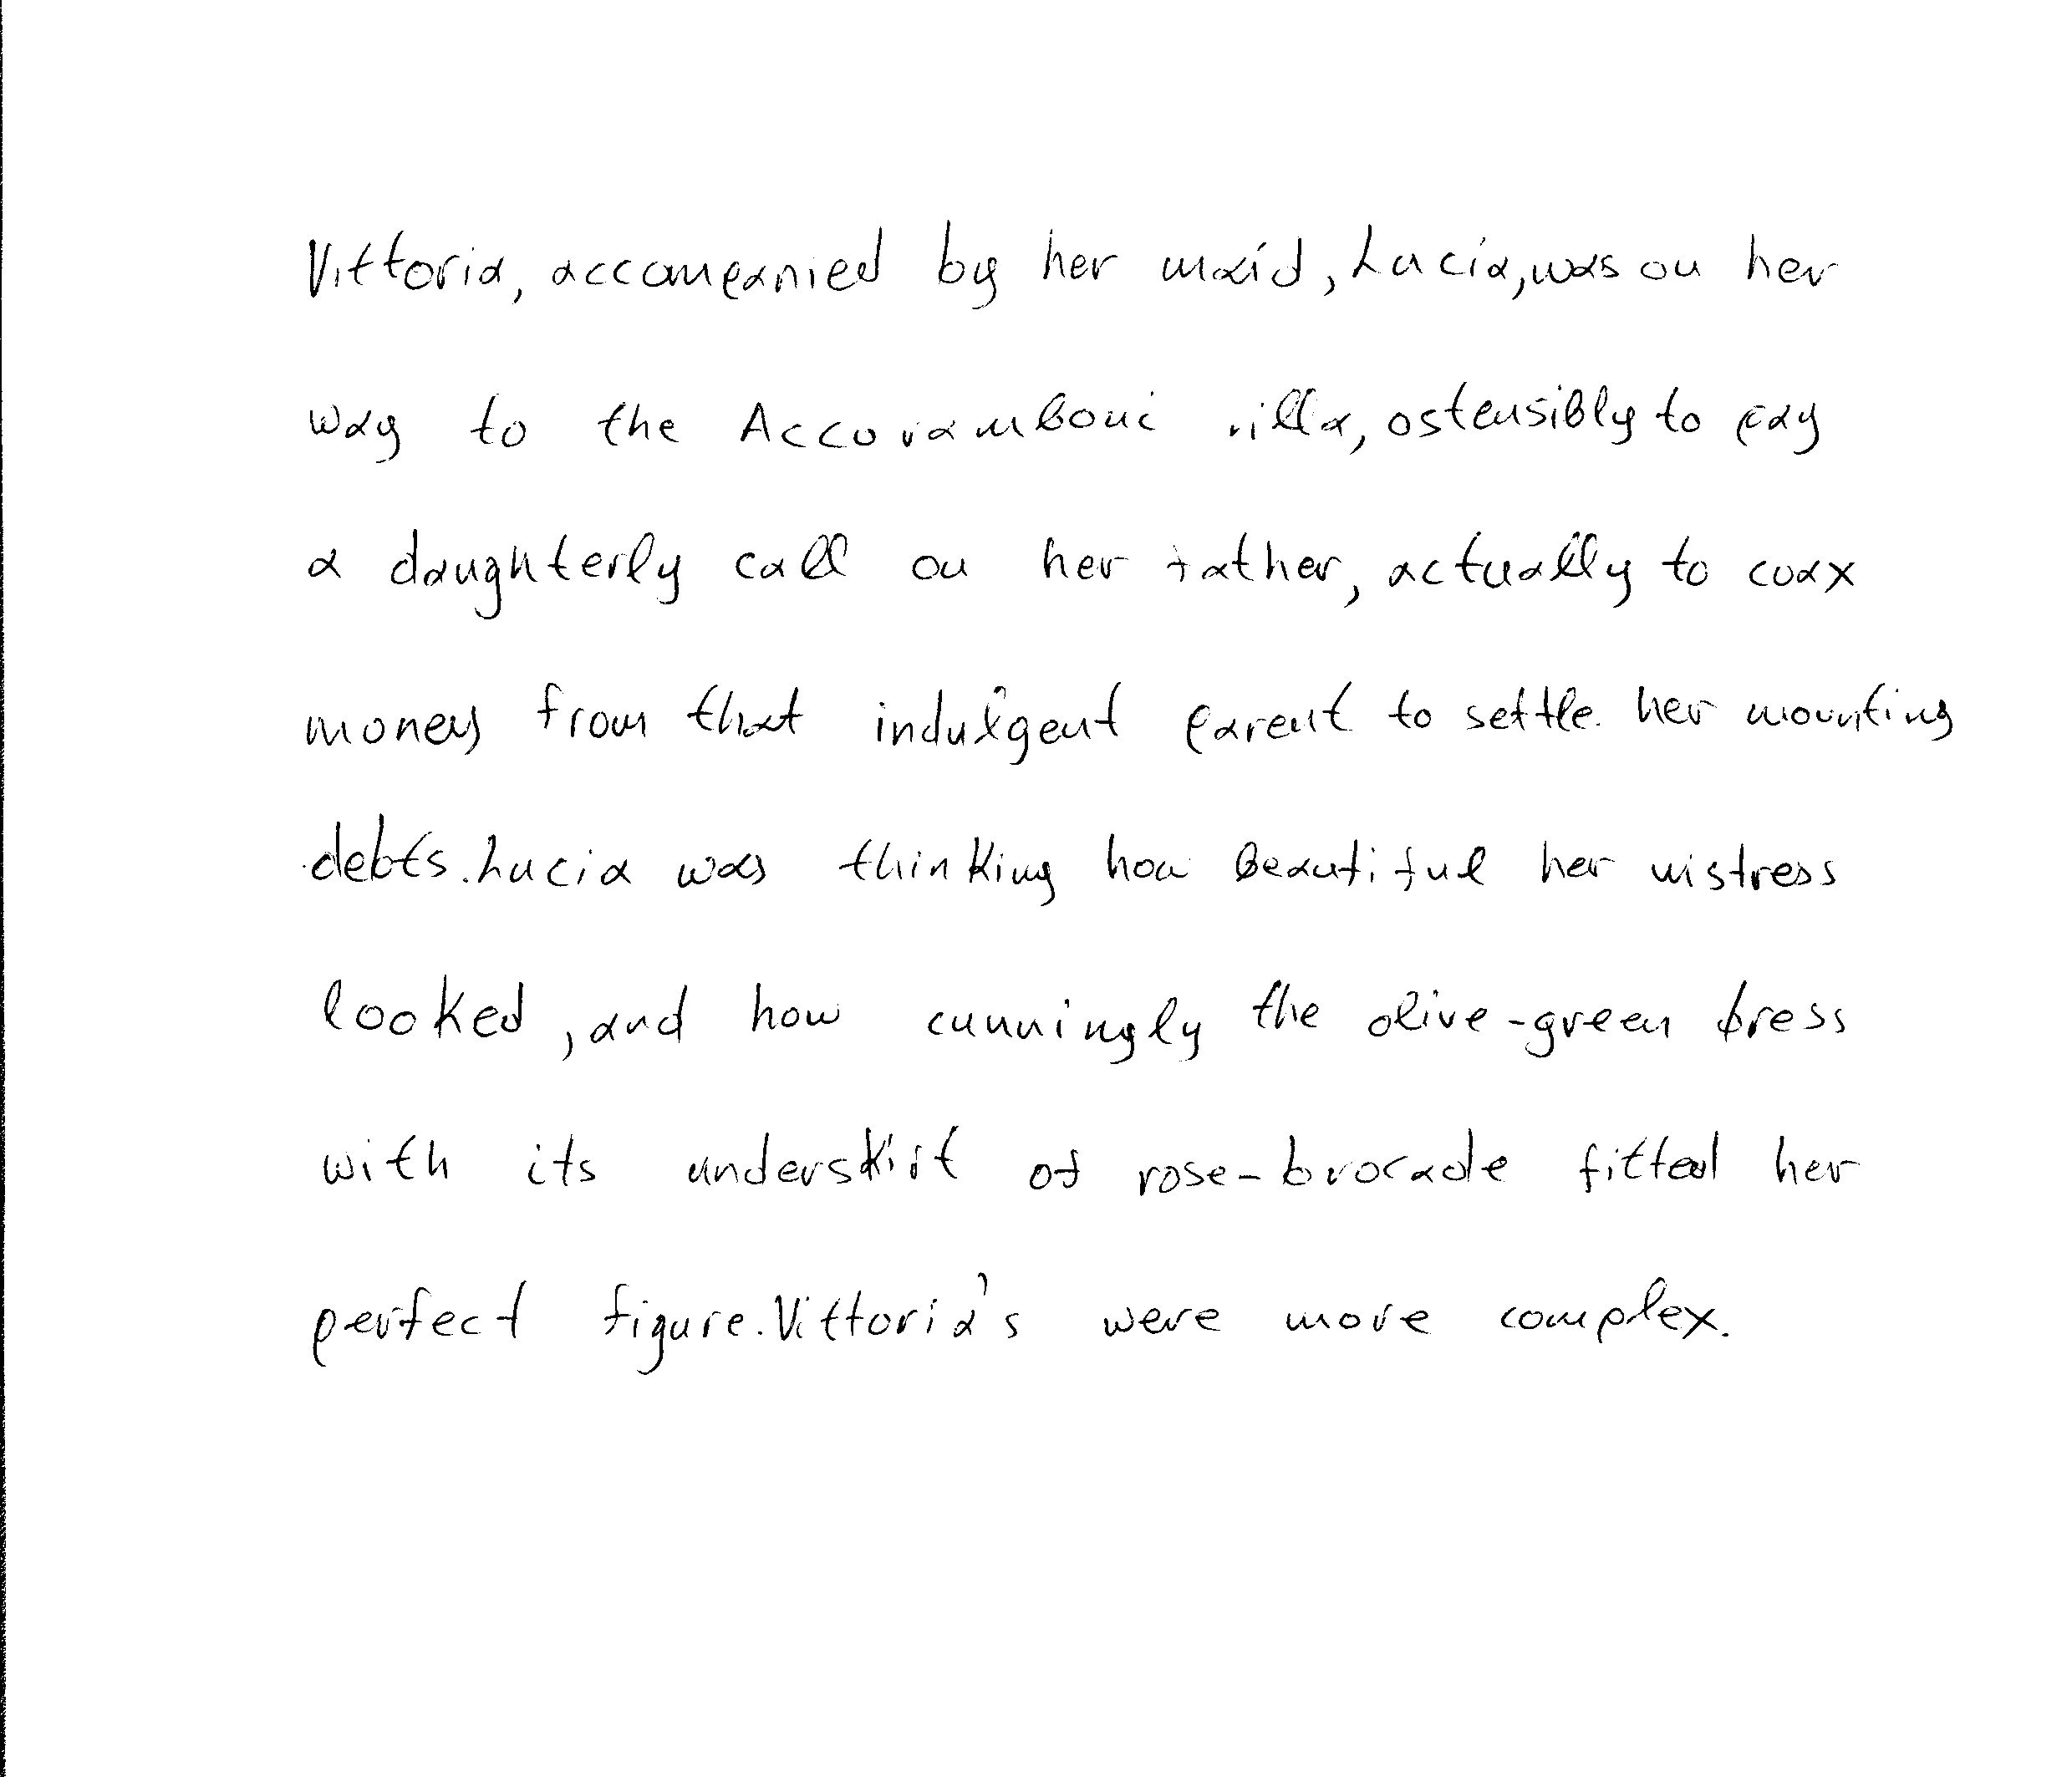 Vittoria, accompanied by her maid, Lucia, was on her
way to the Accoramboni villa, ostensibly to pay
a daughterly call on her father, actually to coax
money from that indulgent parent to settle her mounting
debts. Lucia was thinking how beautiful her mistress
looked, and how cunningly the olive-green dress
with its underskirt of rose-brocade fitted her
perfect figure. Vittoria's were more complex.